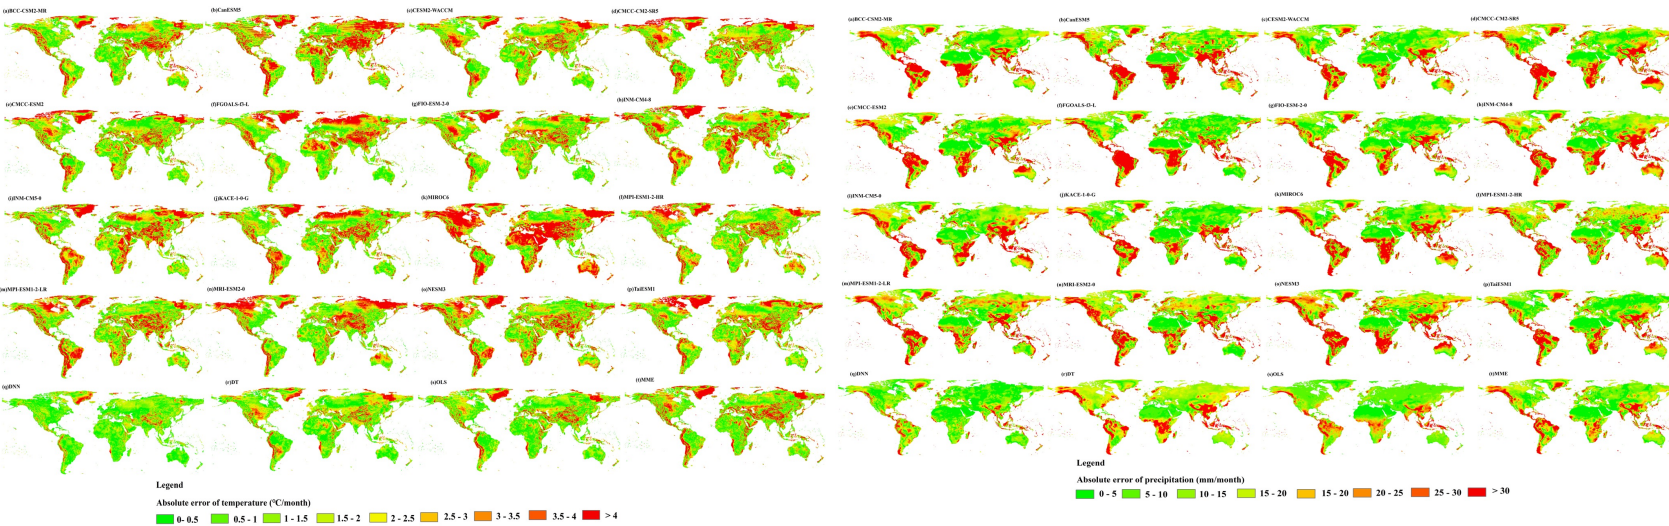 (a)BCC-CSM2-MR
(b)CanESM5
(c)CESM2-WACCM
(d)CMCC-CM2-SR5
(e)CMCC-ESM2
(f)FGOALS-f3-L
(g)FIO-ESM-2-0
(h)INM-CM4-8
(i)INM-CM5-0
(j)KACE-1-0-G
(k)MIROC6
(l)MPI-ESM1-2-HR
(m)MPI-ESM1-2-LR
(n)MRI-ESM2-0
(o)NESM3
(p)TaiESM1
(q)DNN
(r)DT
(s)OLS
(t)MME
Legend
Absolute error of temperature (°C/month)
0- 0.5
0.5 - 1
1 - 1.5
1.5 - 2
2 - 2.5
2.5 - 3
3 - 3.5
3.5 - 4
> 4
(a)BCC-CSM2-MR
(b)CanESM5
(c)CESM2-WACCM
(d)CMCC-CM2-SR5
(e)CMCC-ESM2
(f)FGOALS-f3-L
(g)FIO-ESM-2-0
(h)INM-CM4-8
(i)INM-CM5-0
(j)KACE-1-0-G
(k)MIROC6
(l)MPI-ESM1-2-HR
(m)MPI-ESM1-2-LR
(n)MRI-ESM2-0
(o)NESM3
(p)TaiESM1
(q)DNN
(r)DT
(s)OLS
(t)MME
Legend
Absolute error of precipitation (mm/month)
0 - 5
5 - 10
10 - 15
15 - 20
15 - 20
20 - 25
25 - 30
> 30